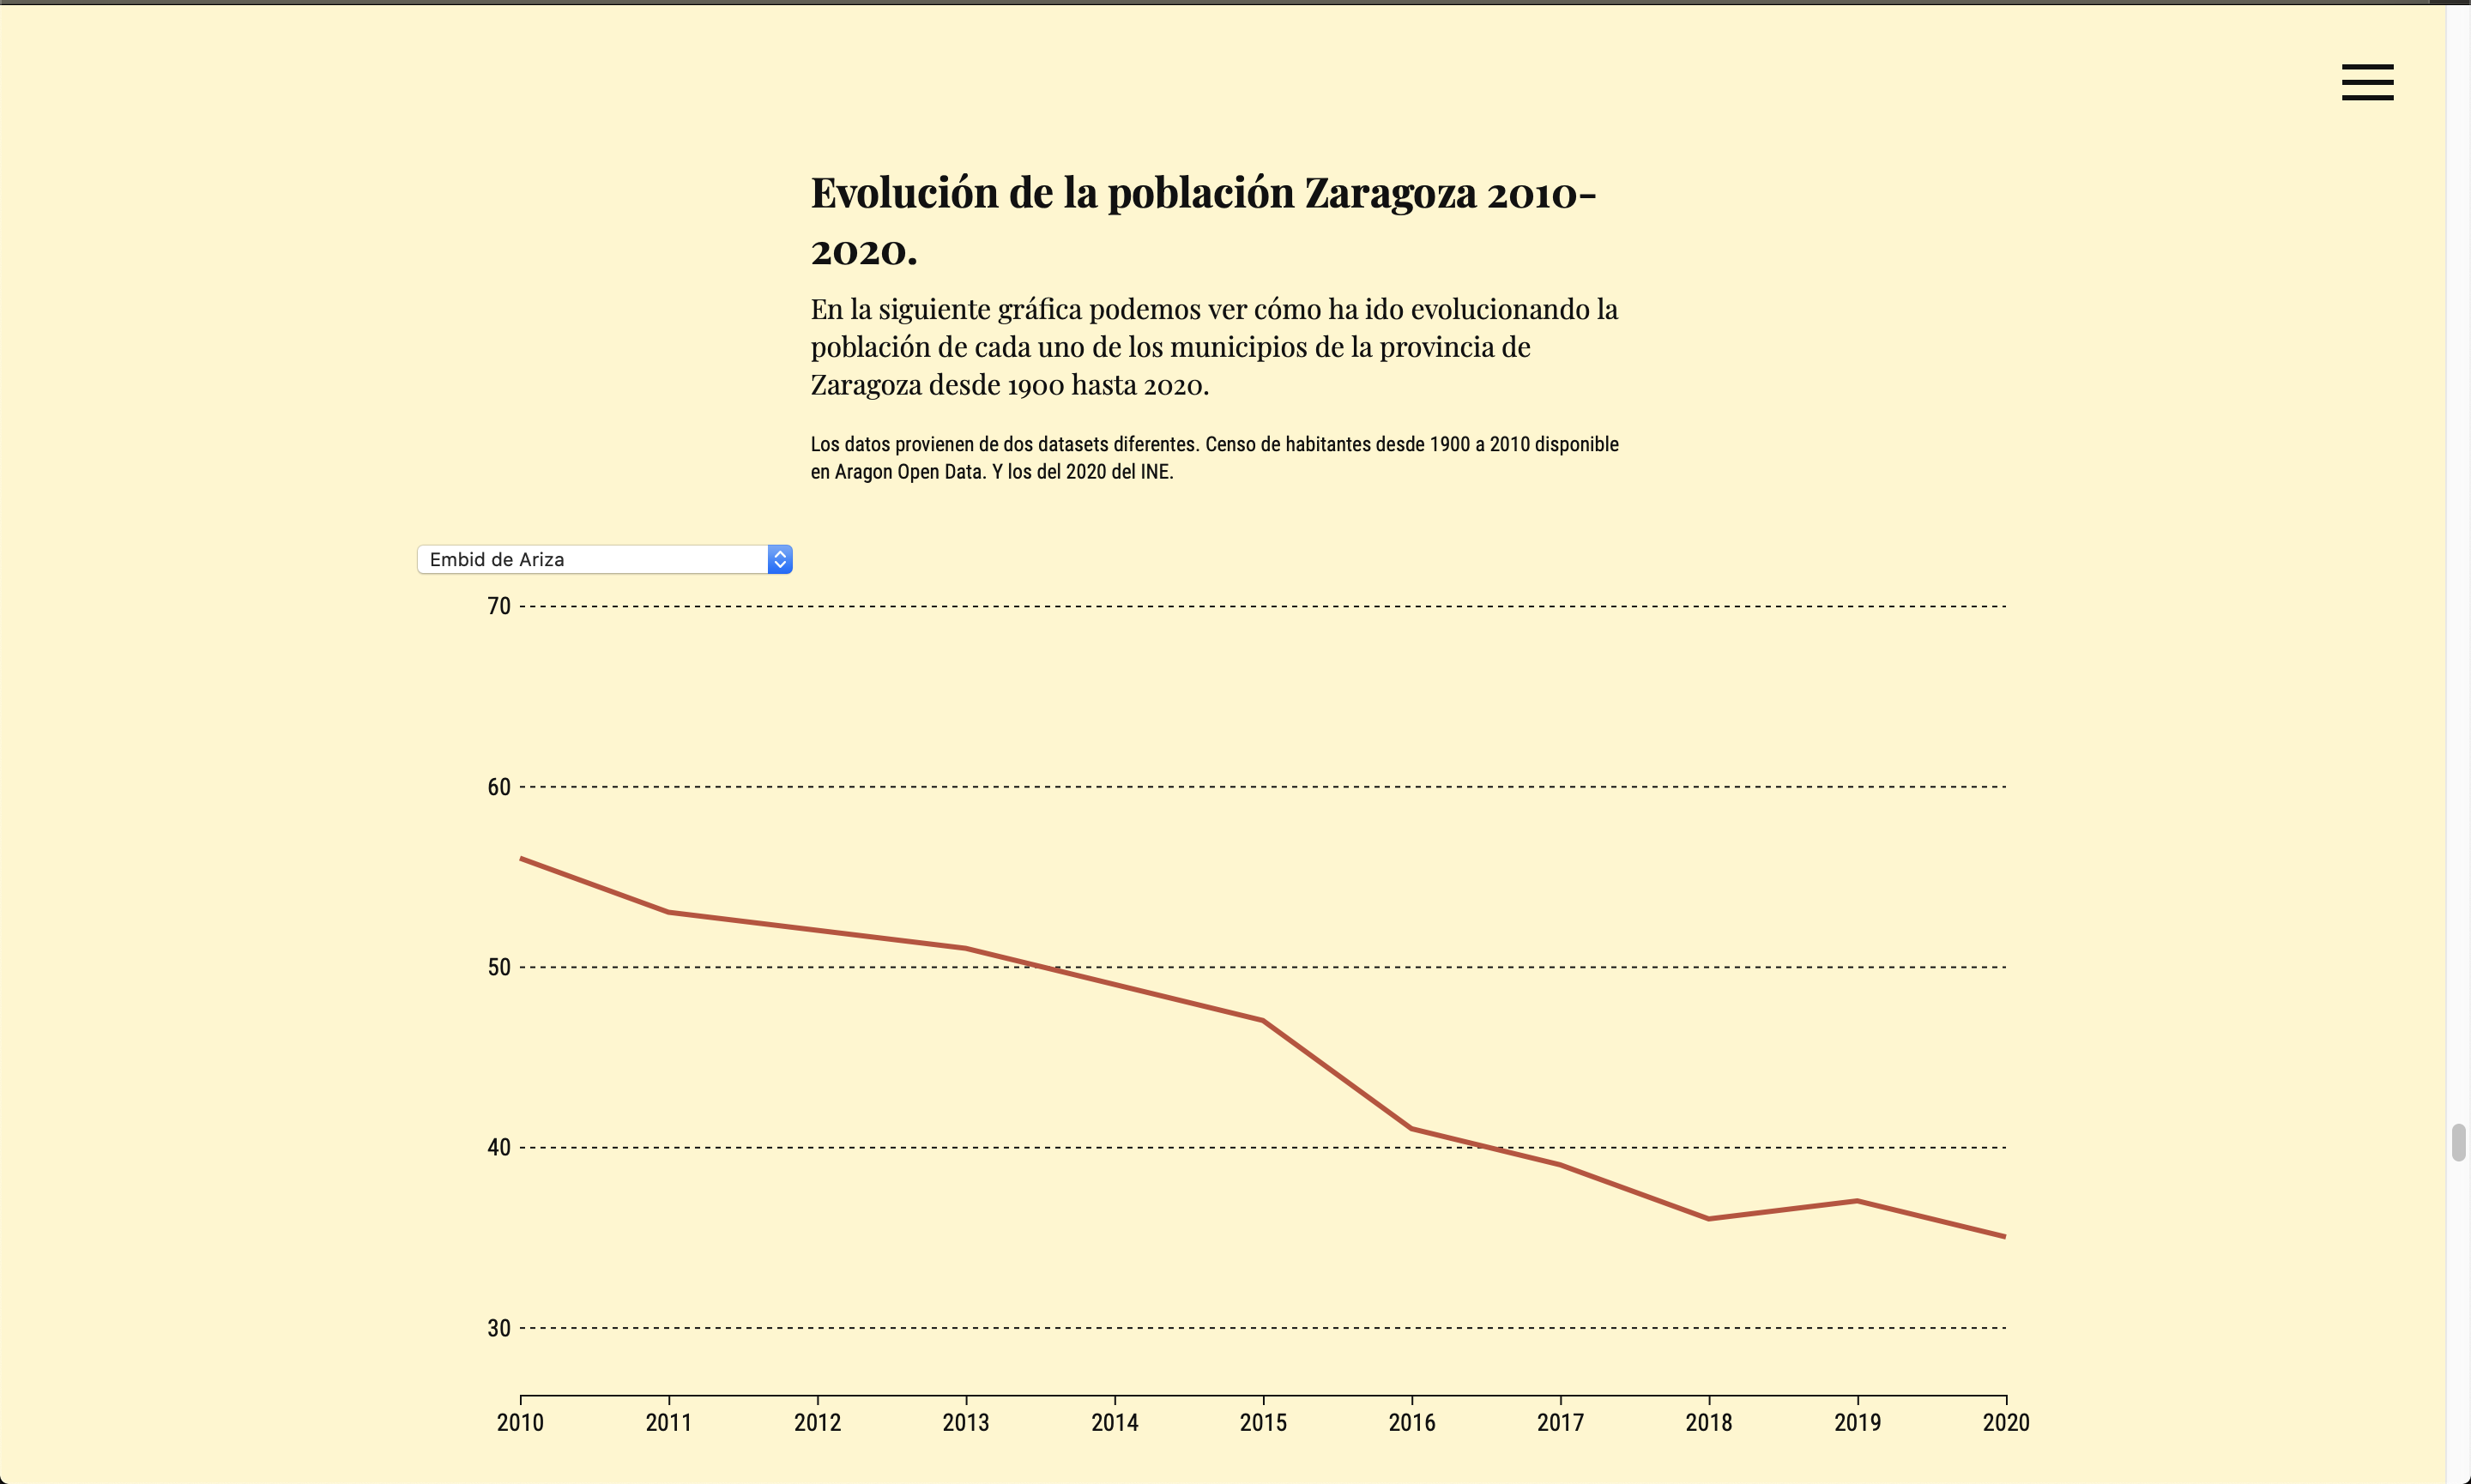 Evolución de la población Zaragoza 2010-
2020.
En la siguiente gráfica podemos ver cómo ha ido evolucionando la
población de cada uno de los municipios de la provincia de
Zaragoza desde 1900 hasta 2020.
Los datos provienen de dos datasets diferentes. Censo de habitantes desde 1900 a 2010 disponible
en Aragon Open Data. Y los del 2020 del INE.
Embid de Ariza
70
60
50
40
30
2010 2011 2012 2013 2014 2015 2016 2017 2018 2019 2020